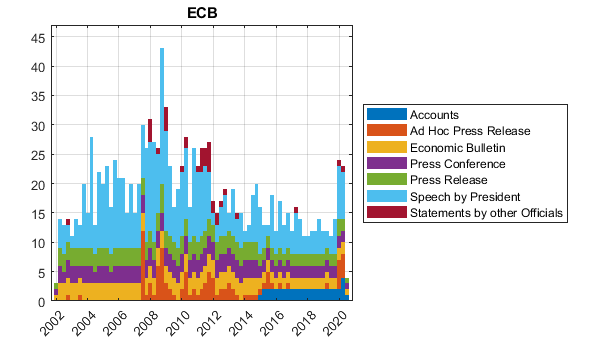 ECB
45
40
35
30
25
20
15
10
5
0
2002
2004
2006
2008
2010
2012
2014
2016
2018
2020
Accounts
Ad Hoc Press Release
Economic Bulletin
Press Conference
Press Release
Speech by President
Statements by other Officials